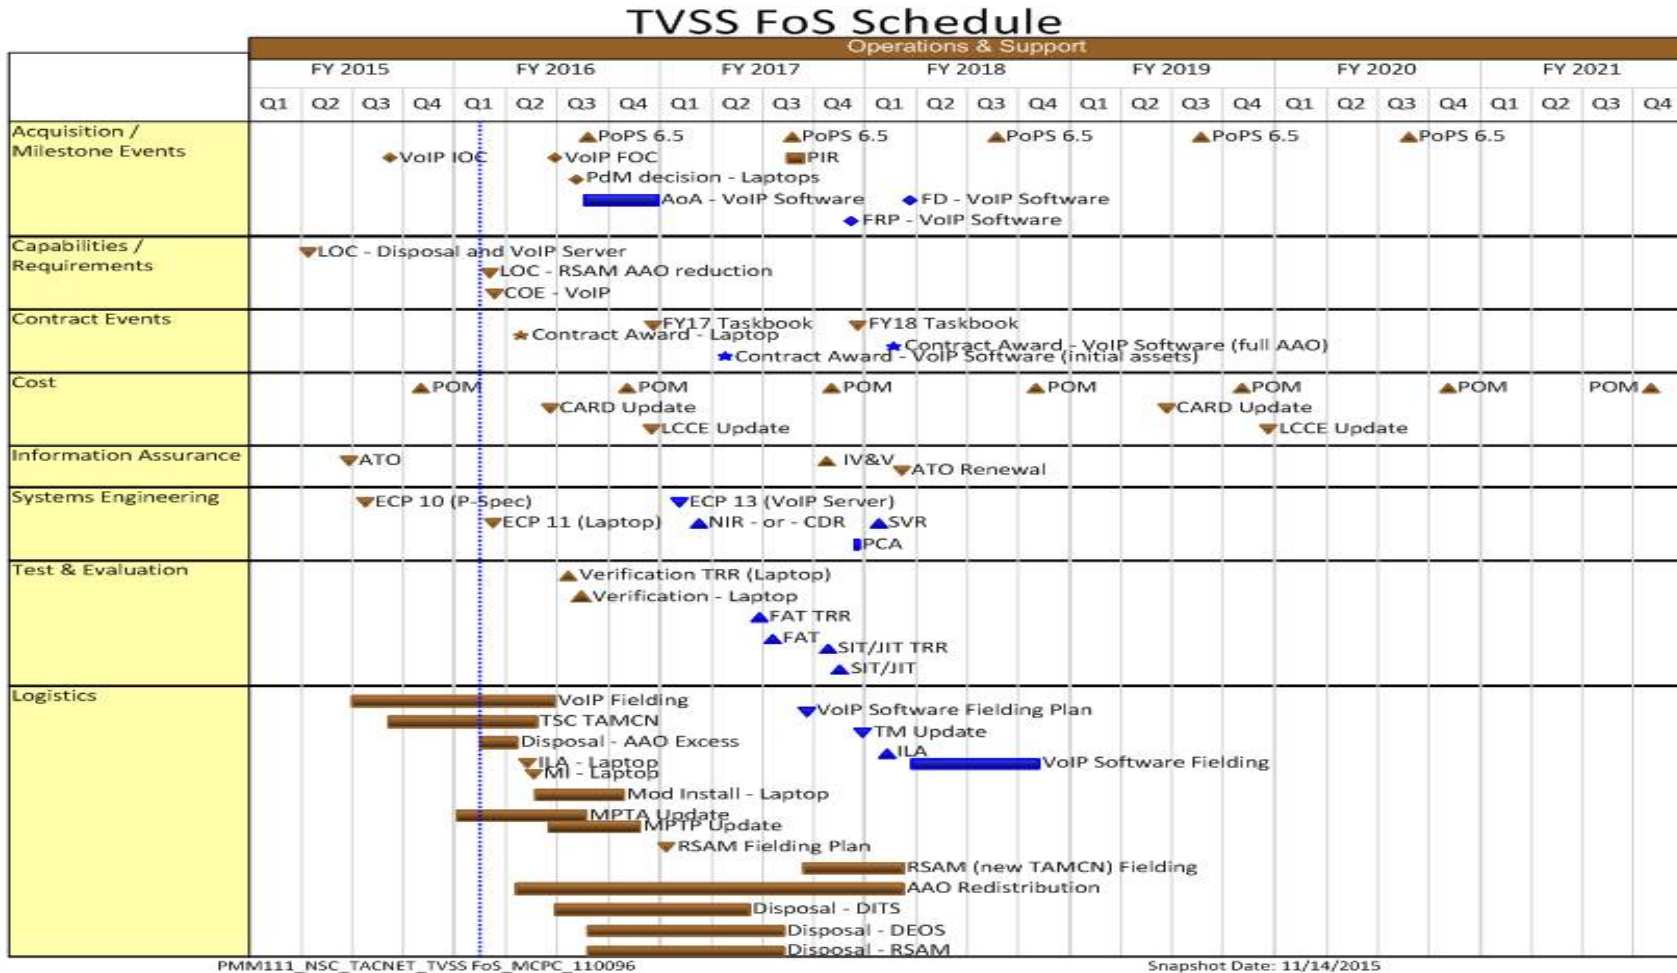 TVSS FoS Schedule
Operations & Support
FY 2015 FY 2016 FY 2017 FY 2018 FY 2019 FY 2020 FY 2021
Q1 Q2 Q3 Q4 Q1 Q2 Q3 Q4 Q1 Q2 Q3 Q4 Q1 Q2 Q3 Q4 Q1 Q2 Q3 Q4 Q1 Q2 Q3 Q4 Q1 Q2 Q3 Q4
Acquisition /
Milestone Events
PoPS 6.5 PoPS 6.5 PoPS 6.5 PoPS 6.5 PoPS 6.5
VoIP IOC VoIP FOC PIR
PdM decision - Laptops
AoA - VoIP Software FD - VoIP Software
FRP - VoIP Software
Capabilities /
Requirements
LOC - Disposal and VoIP Server
LOC - RSAM AAO reduction
COE - VoIP
Contract Events
FY17 Taskbook FY18 Taskbook
Contract Award - Laptop
Contract Award - VoIP Software (full AAO)
Contract Award - VoIP Software (initial assets)
Cost
POM POM POM POM POM POM POM
CARD Update CARD Update
LCCE Update LCCE Update
Information Assurance
ATO IV&V
ATO Renewal
Systems Engineering
ECP 10 (P-Spec) ECP 13 (VoIP Server)
ECP 11 (Laptop) NIR - or - CDR SVR
PCA
Test & Evaluation
Verification TRR (Laptop)
Verification - Laptop
FAT TRR
FAT
SIT/JIT TRR
SIT/JIT
Logistics
VoIP Fielding
VoIP Software Fielding Plan
TSC TAMCN
TM Update
Disposal - AAO Excess
ILA
ILA - Laptop
VoIP Software Fielding
MI - Laptop
Mod Install - Laptop
MPTA Update
MPTP Update
RSAM Fielding Plan
RSAM (new TAMCN) Fielding
AAO Redistribution
Disposal - DITS
Disposal - DEOS
Disposal - RSAM
PMM111_NSC_TACNET_TVSS FoS_MCPC_110096 Snapshot Date: 11/14/2015